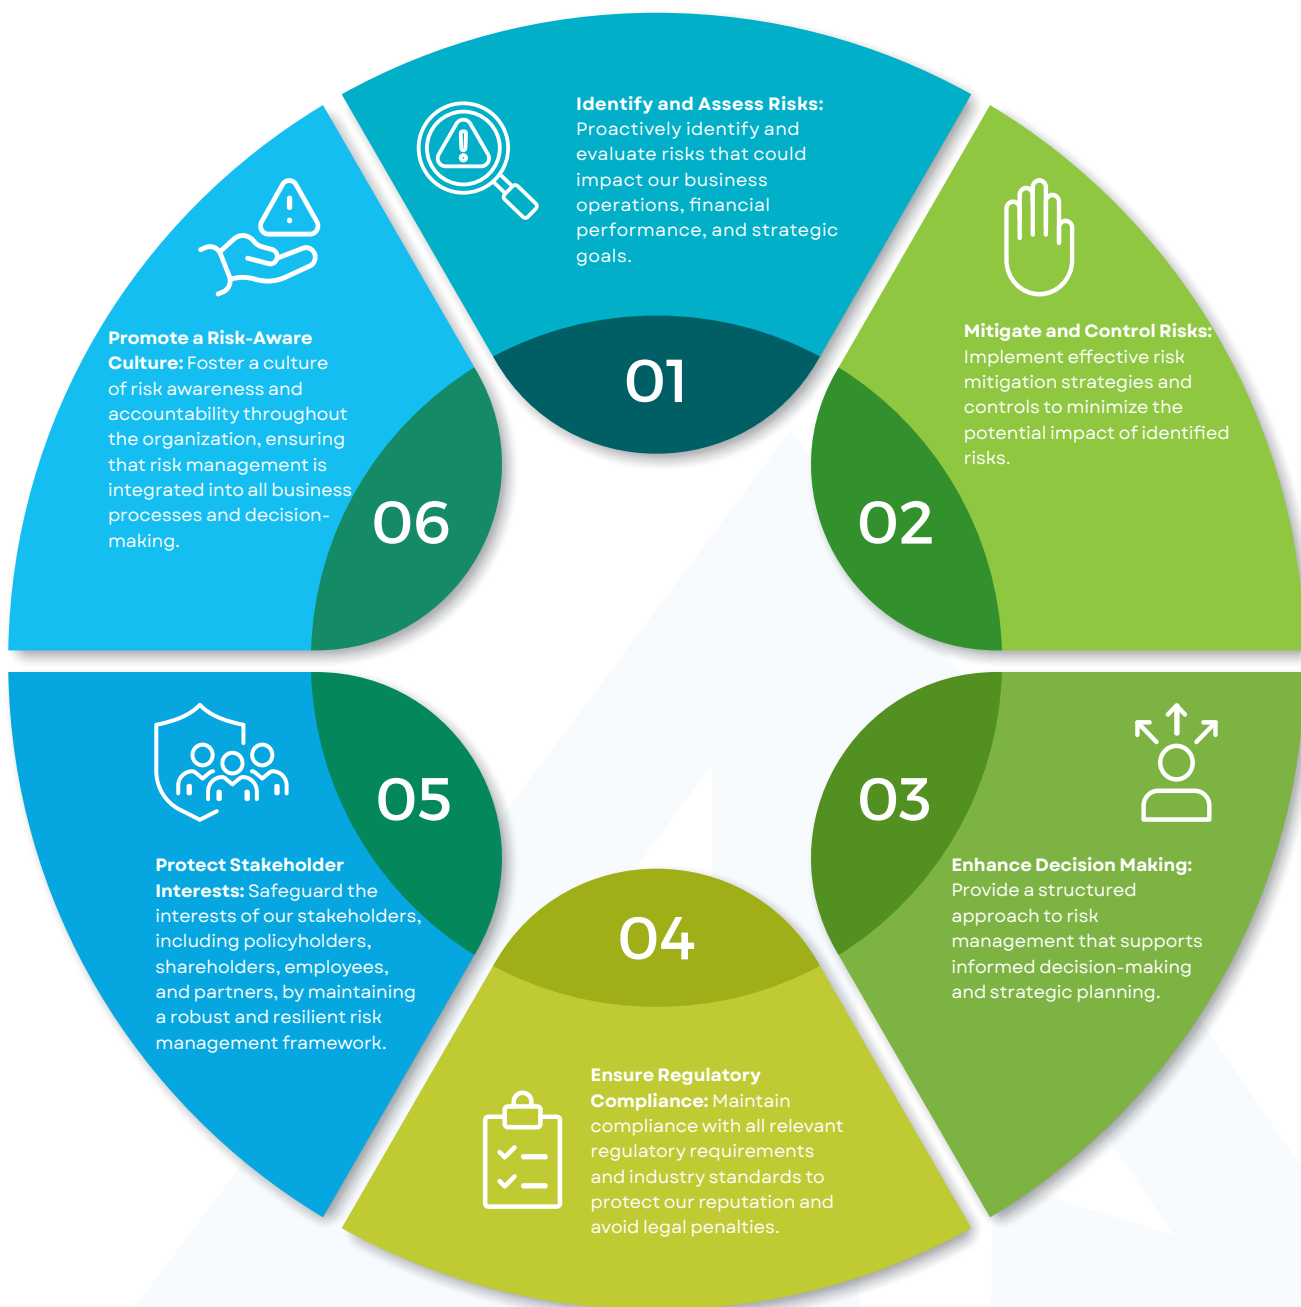 Identify and Assess Risks:
Proactively identify and
evaluate risks that could
impact our business
operations, financial
performance, and strategic
goals.
01
Mitigate and Control Risks:
Implement effective risk
mitigation strategies and
controls to minimize the
potential impact of identified
risks.
02
Enhance Decision Making:
Provide a structured
approach to risk
management that supports
informed decision-making
and strategic planning.
03
Ensure Regulatory
Compliance: Maintain
compliance with all relevant
regulatory requirements
and industry standards to
protect our reputation and
avoid legal penalties.
04
Protect Stakeholder
Interests: Safeguard the
interests of our stakeholders,
including policyholders,
shareholders, employees,
and partners, by maintaining
a robust and resilient risk
management framework.
05
Promote a Risk-Aware
Culture: Foster a culture
of risk awareness and
accountability throughout
the organization, ensuring
that risk management is
integrated into all business
processes and decision-
making.
06